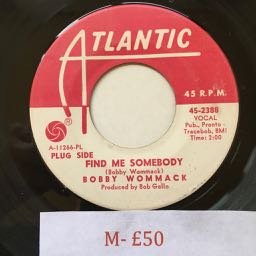 ATLANTIC
45 R.P.M.
45-2388
VOCAL
Pub., Pronto -
Tracebob, BMI
Time: 2:00
A-11266-PL
PLUG SIDE
FIND ME SOMEBODY
(Bobby Wommack)
BOBBY WOMMACK
Produced by Bob Gallo
M- £50